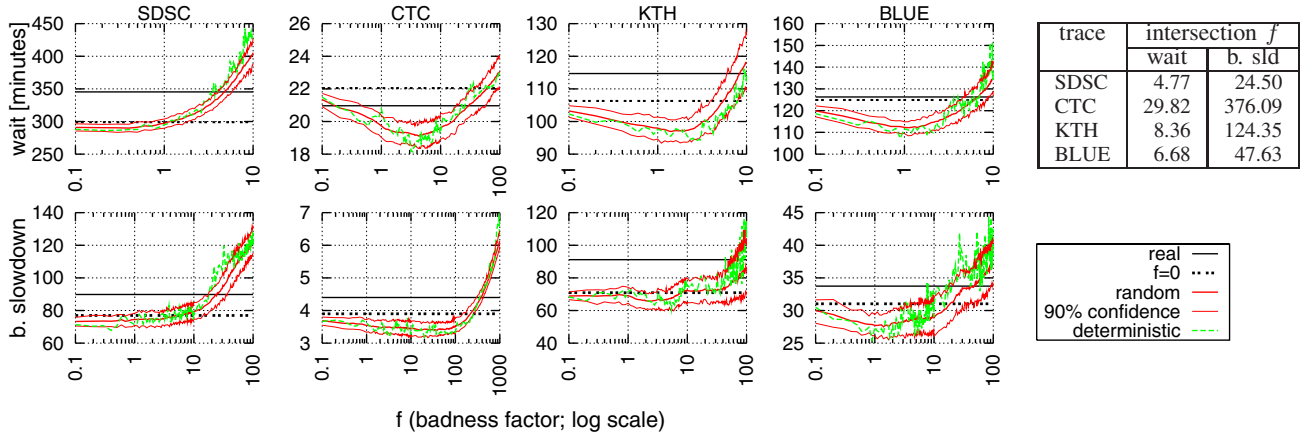 SDSC CTC KTH BLUE
wait [minutes]
450 400 350 300 250
0.1 1 10
26 24 22 20 18
0.1 1 10 100
130 120 110 100 90
0.1 1 10
160 150 140 130 120 110 100
0.1 1 10
trace intersection f
wait b. sld
SDSC 4.77 24.50
CTC 29.82 376.09
KTH 8.36 124.35
BLUE 6.68 47.63
b. slowdown
140 120 100 80 60
0.1 1 10 100
7 6 5 4 3
0.1 1 10 100 1000
120 100 80 60 40
0.1 1 10 100
45 40 35 30 25
0.1 1 10 100
real
f=0
random
90% confidence
deterministic
f (badness factor; log scale)